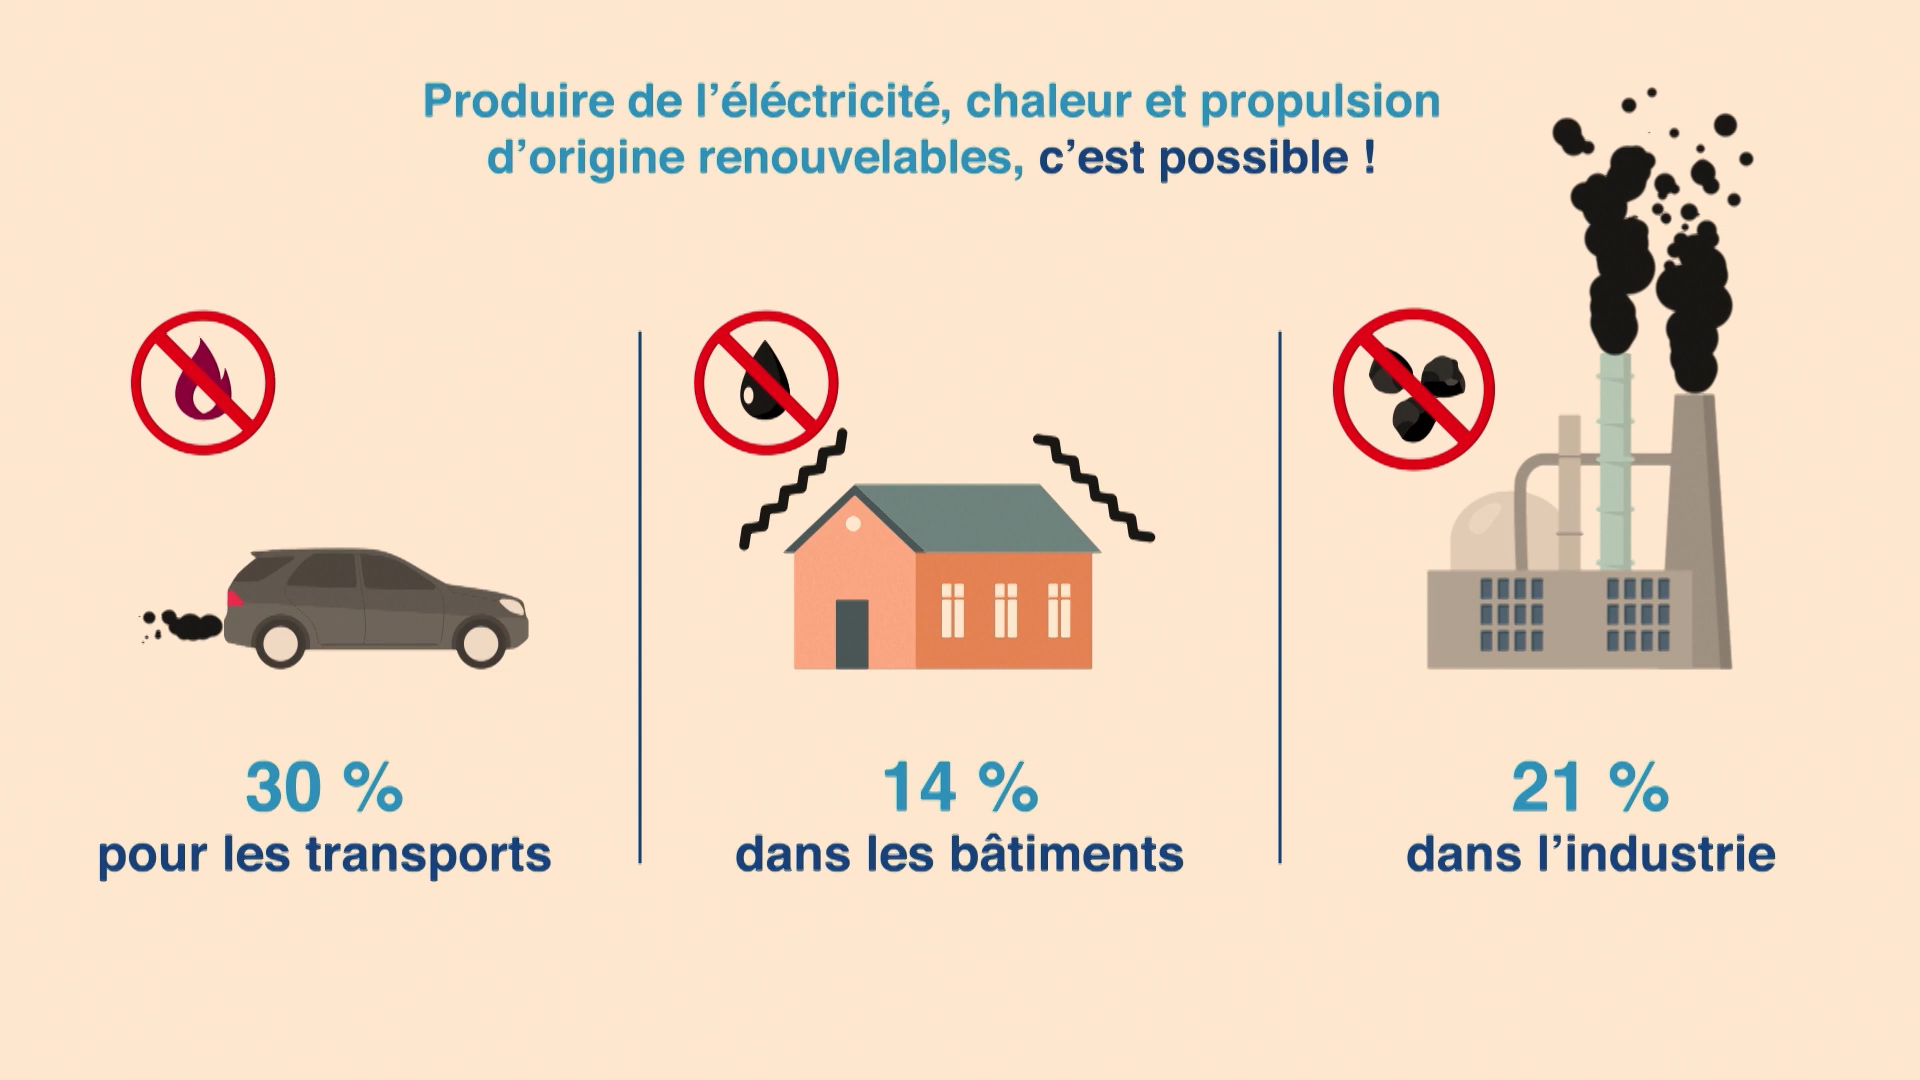 Produire de l’éléctricité, chaleur et propulsion
d’origine renouvelables, c’est possible !
30 %
pour les transports
14 %
dans les bâtiments
21 %
dans l’industrie